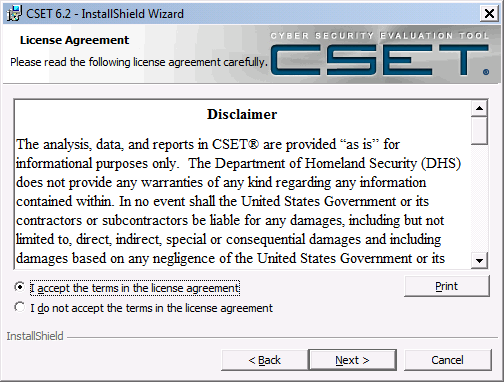 CSET 6.2 - InstallShield Wizard
License Agreement
Please read the following license agreement carefully.
CYBER SECURITY EVALUATION TOOL
CSET®
Disclaimer
The analysis, data, and reports in CSET® are provided “as is” for
informational purposes only. The Department of Homeland Security (DHS)
does not provide any warranties of any kind regarding any information
contained within. In no event shall the United States Government or its
contractors or subcontractors be liable for any damages, including but not
limited to, direct, indirect, special or consequential damages and including
damages based on any negligence of the United States Government or its
I accept the terms in the license agreement
Print
I do not accept the terms in the license agreement
InstallShield
< Back
Next >
Cancel